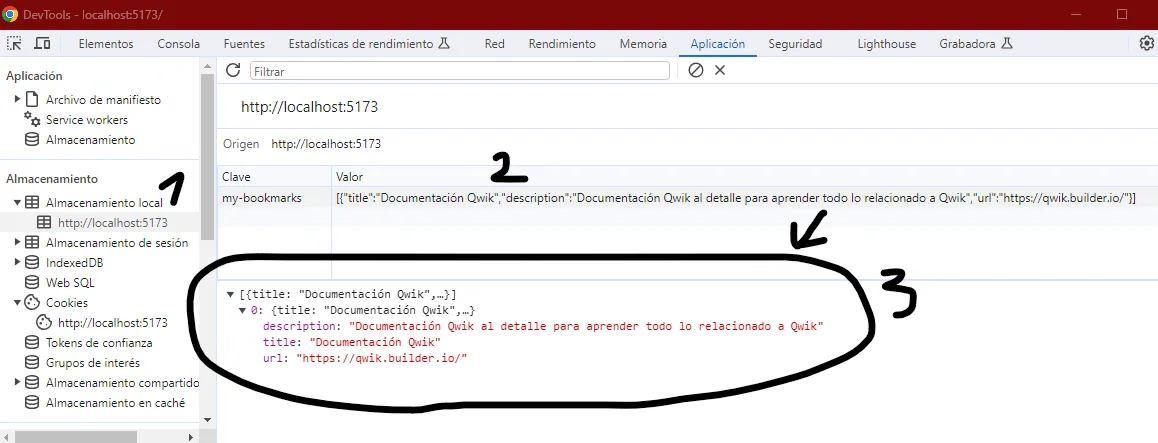 DevTools - localhost:5173/
Elementos Consola Fuentes Estadísticas de rendimiento Red Rendimiento Memoria Aplicación Seguridad Lighthouse Grabadora
Aplicación
Archivo de manifiesto
Service workers
Almacenamiento
Almacenamiento
1
Almacenamiento local
http://localhost:5173
Almacenamiento de sesión
IndexedDB
Web SQL
Cookies
http://localhost:5173
Tokens de confianza
Grupos de interés
Almacenamiento compartido
Almacenamiento en caché
Filtrar
http://localhost:5173
Origen http://localhost:5173
2
Clave Valor
my-bookmarks [{"title":"Documentación Qwik","description":"Documentación Qwik al detalle para aprender todo lo relacionado a Qwik","url":"https://qwik.builder.io/"}]
3
[{title: "Documentación Qwik",…}]
0: {title: "Documentación Qwik",…}
description: "Documentación Qwik al detalle para aprender todo lo relacionado a Qwik"
title: "Documentación Qwik"
url: "https://qwik.builder.io/"